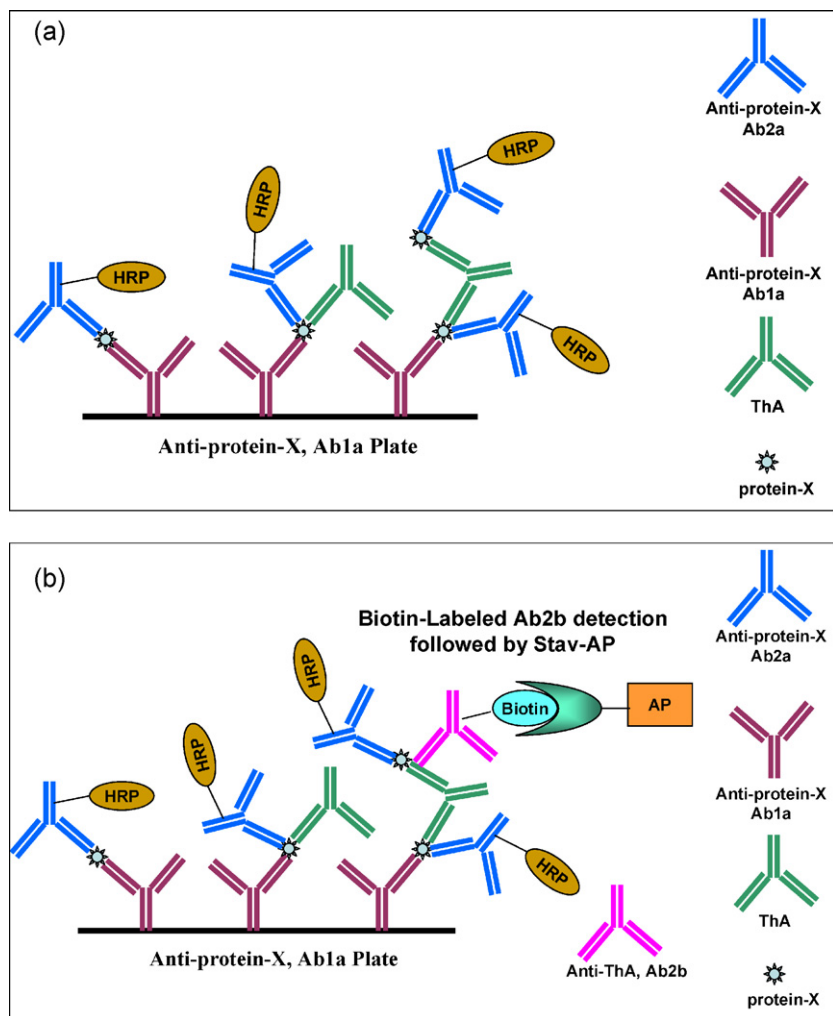 (a)
HRP
HRP
HRP
HRP
Anti-protein-X, Ab1a Plate
Anti-protein-X
Ab2a
Anti-protein-X
Ab1a
ThA
protein-X
(b)
Biotin-Labeled Ab2b detection
followed by Stav-AP
HRP
HRP
HRP
HRP
Biotin
AP
Anti-protein-X, Ab1a Plate
Anti-ThA, Ab2b
Anti-protein-X
Ab2a
Anti-protein-X
Ab1a
ThA
protein-X